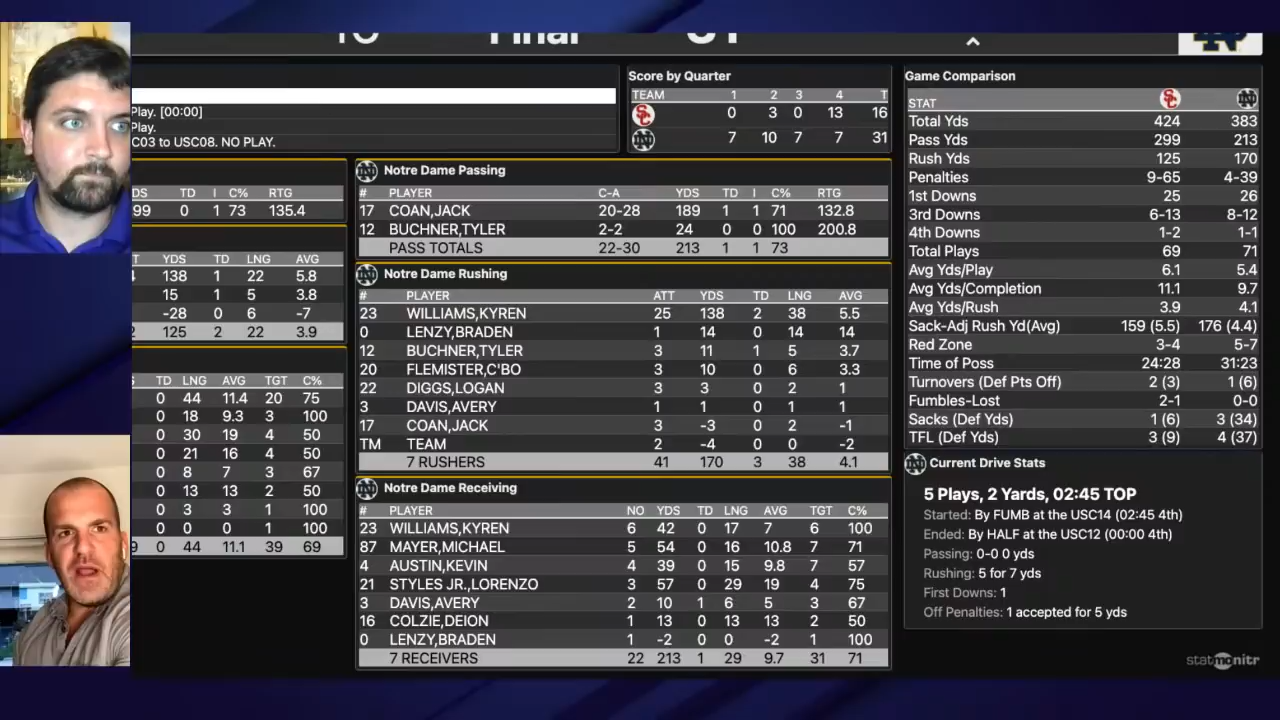 Final
Play. [00:00]
Play.
C03 to USC08. NO PLAY.
Score by Quarter
TEAM 1 2 3 4 T
SC 0 3 0 13 16
ND 7 10 7 7 31
DS TD I C% RTG
99 0 1 73 135.4
T YDS TD LNG AVG
138 1 22 5.8
15 1 5 3.8
-28 0 6 -7
2 125 2 22 3.9
TD LNG AVG TGT C%
0 44 11.4 20 75
0 18 9.3 3 100
0 30 19 4 50
0 21 16 4 50
0 8 7 3 67
0 13 13 2 50
0 3 3 1 100
0 0 0 1 100
9 0 44 11.1 39 69
Notre Dame Passing
# PLAYER C-A YDS TD I C% RTG
17 COAN,JACK 20-28 189 1 1 71 132.8
12 BUCHNER,TYLER 2-2 24 0 0 100 200.8
PASS TOTALS 22-30 213 1 1 73
Notre Dame Rushing
# PLAYER ATT YDS TD LNG AVG
23 WILLIAMS,KYREN 25 138 2 38 5.5
0 LENZY,BRADEN 1 14 0 14 14
12 BUCHNER,TYLER 3 11 1 5 3.7
20 FLEMISTER,C'BO 3 10 0 6 3.3
22 DIGGS,LOGAN 3 3 0 2 1
3 DAVIS,AVERY 1 1 0 1 1
17 COAN,JACK 3 -3 0 2 -1
TM TEAM 2 -4 0 0 -2
7 RUSHERS 41 170 3 38 4.1
Notre Dame Receiving
# PLAYER NO YDS TD LNG AVG TGT C%
23 WILLIAMS,KYREN 6 42 0 17 7 6 100
87 MAYER,MICHAEL 5 54 0 16 10.8 7 71
4 AUSTIN,KEVIN 4 39 0 15 9.8 7 57
21 STYLES JR.,LORENZO 3 57 0 29 19 4 75
3 DAVIS,AVERY 2 10 1 6 5 3 67
16 COLZIE,DEION 1 13 0 13 13 2 50
0 LENZY,BRADEN 1 -2 0 0 -2 1 100
7 RECEIVERS 22 213 1 29 9.7 31 71
Game Comparison
STAT SC ND
Total Yds 424 383
Pass Yds 299 213
Rush Yds 125 170
Penalties 9-65 4-39
1st Downs 25 26
3rd Downs 6-13 8-12
4th Downs 1-2 1-1
Total Plays 69 71
Avg Yds/Play 6.1 5.4
Avg Yds/Completion 11.1 9.7
Avg Yds/Rush 3.9 4.1
Sack-Adj Rush Yd(Avg) 159 (5.5) 176 (4.4)
Red Zone 3-4 5-7
Time of Poss 24:28 31:23
Turnovers (Def Pts Off) 2 (3) 1 (6)
Fumbles-Lost 2-1 0-0
Sacks (Def Yds) 1 (6) 3 (34)
TFL (Def Yds) 3 (9) 4 (37)
Current Drive Stats
5 Plays, 2 Yards, 02:45 TOP
Started: By FUMB at the USC14 (02:45 4th)
Ended: By HALF at the USC12 (00:00 4th)
Passing: 0-0 0 yds
Rushing: 5 for 7 yds
First Downs: 1
Off Penalties: 1 accepted for 5 yds
statmonitr